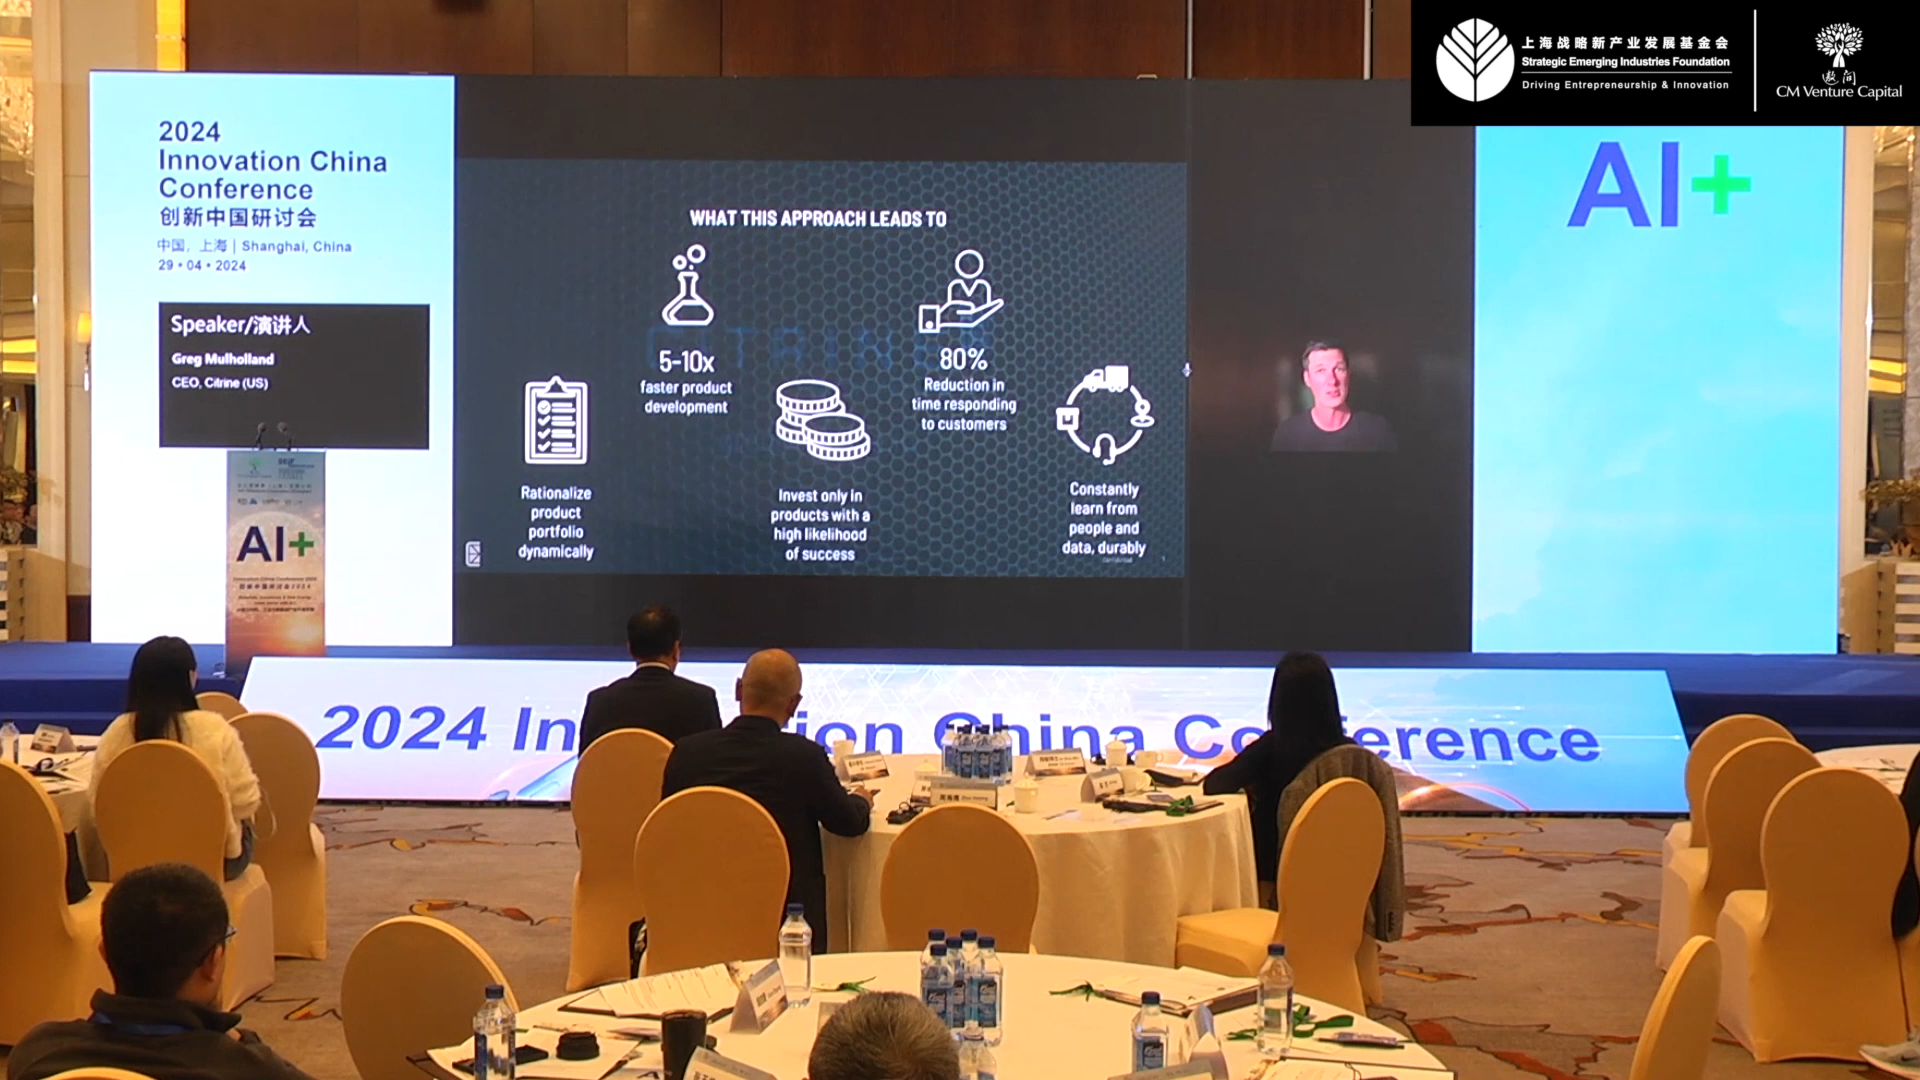 上海战略新产业发展基金会
Strategic Emerging Industries Foundation
Driving Entrepreneurship & Innovation
CM Venture Capital
2024
Innovation China
Conference
创新中国研讨会
中国，上海 | Shanghai, China
29 • 04 • 2024
Speaker/演讲人
Greg Mulholland
CEO, Citrine (US)
WHAT THIS APPROACH LEADS TO
Rationalize
product
portfolio
dynamically
5-10x
faster product
development
Invest only in
products with a
high likelihood
of success
80%
Reduction in
time responding
to customers
Constantly
learn from
people and
data, durably
AI+
AI+
2024 In
ion China Co
erence